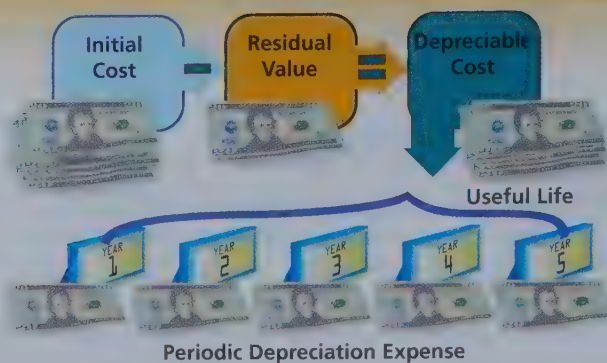 Initial
Cost
Residual
Value
Depreciable
Cost
Useful Life
YEAR
1
YEAR
2
YEAR
3
YEAR
4
YEAR
5
Periodic Depreciation Expense